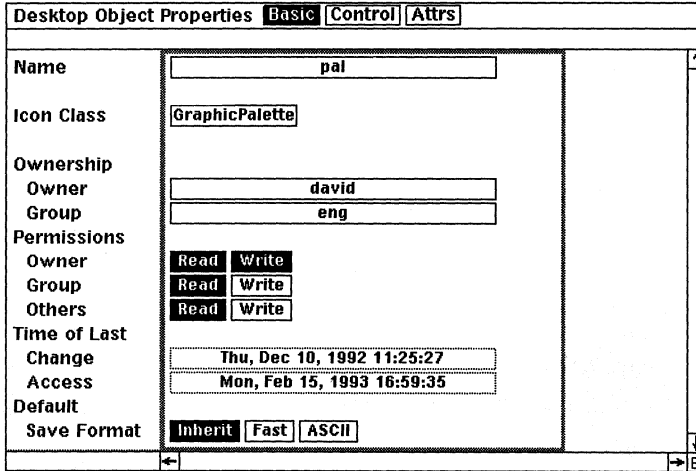 Desktop Object Properties Basic Control Attrs
Name pal
Icon Class GraphicPalette
Ownership
Owner david
Group eng
Permissions
Owner Read Write
Group Read Write
Others Read Write
Time of Last
Change Thu, Dec 10, 1992 11:25:27
Access Mon, Feb 15, 1993 16:59:35
Default
Save Format Inherit Fast ASCII